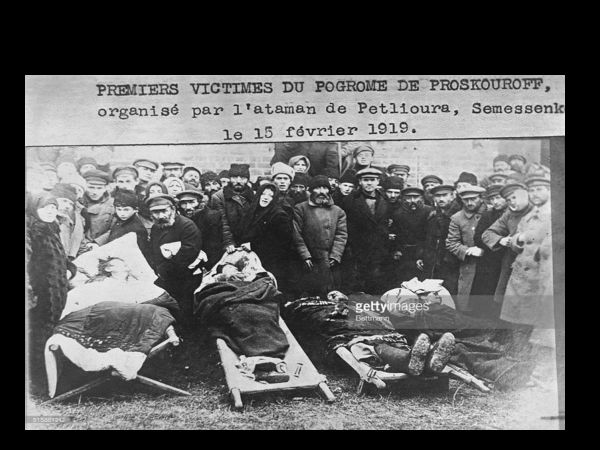 PREMIERS VICTIMES DU POGROME DE PROSKOUROFF,
organisé par l'ataman de Petlioura, Semessenk
le 15 février 1919.
gettyimages
Bettmann